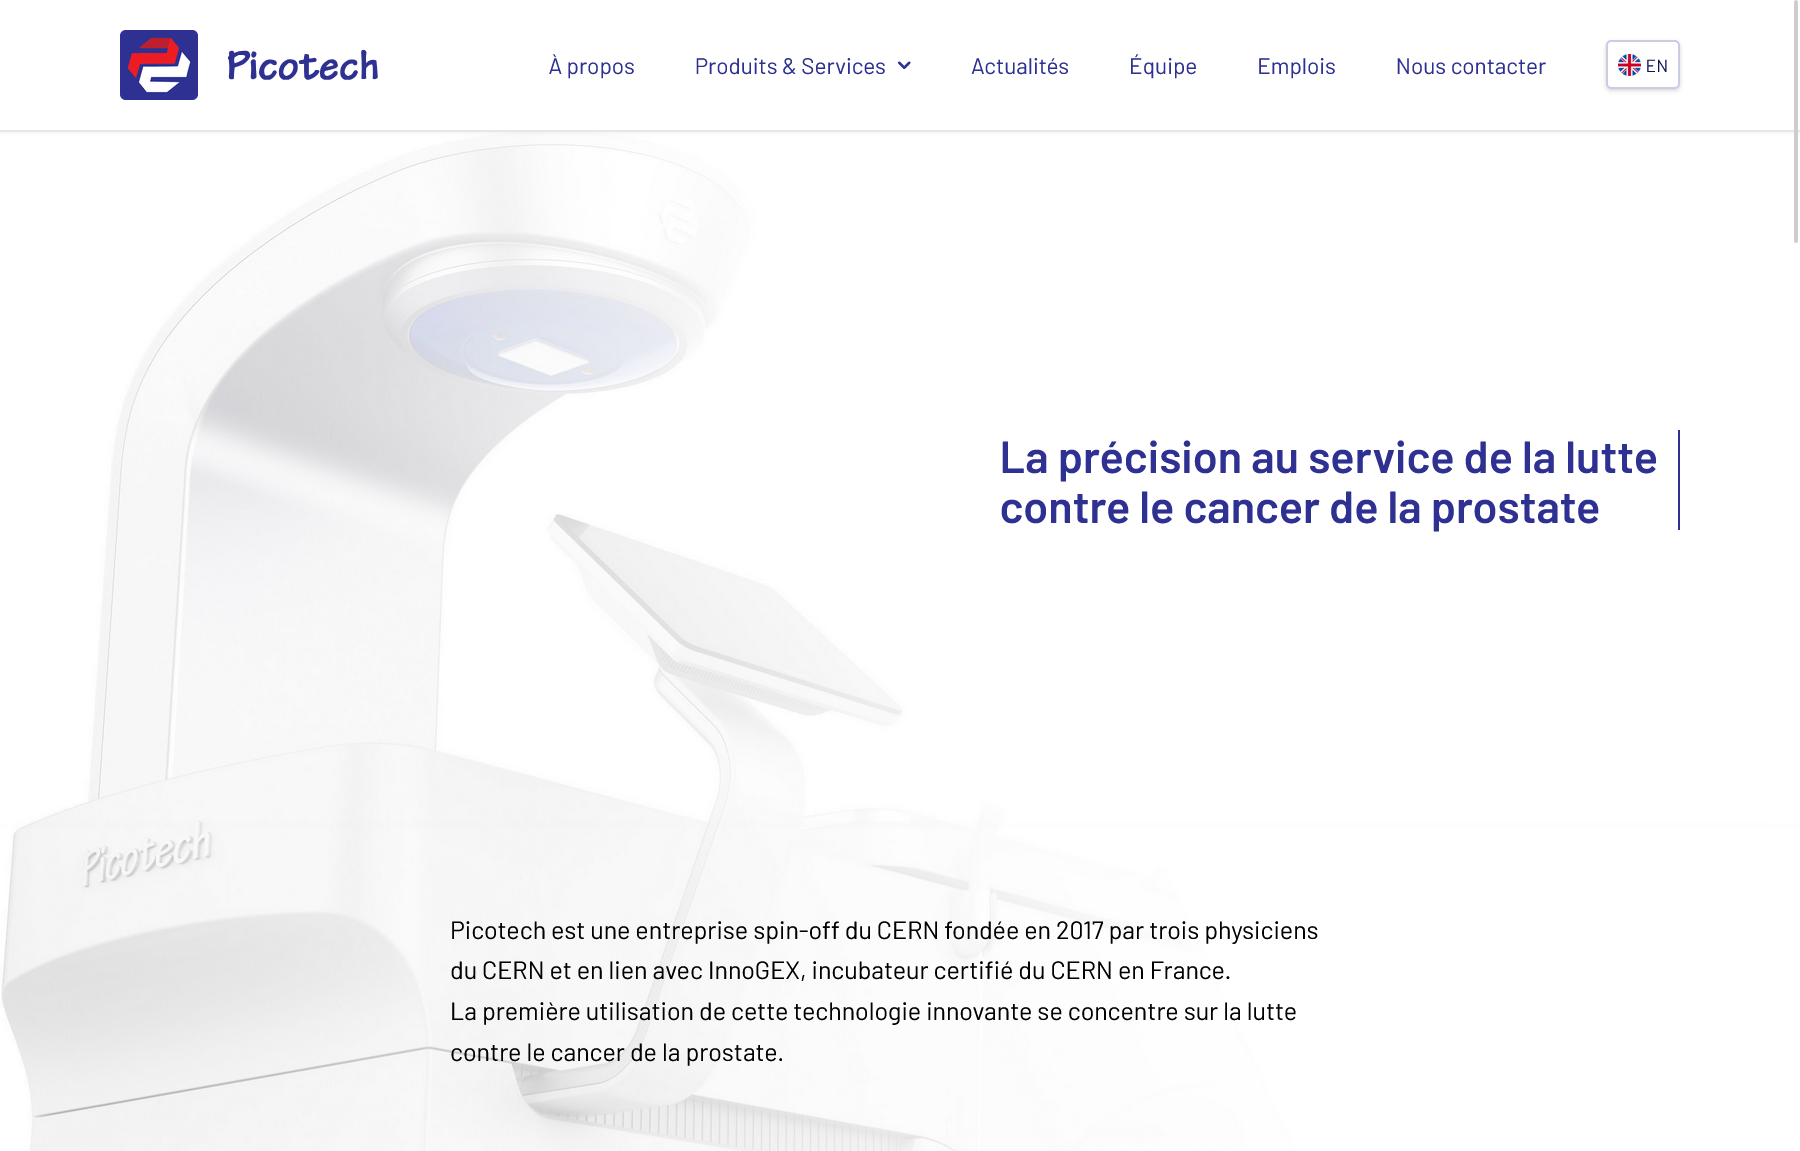 Picotech
À propos
Produits & Services
Actualités
Équipe
Emplois
Nous contacter
EN
La précision au service de la lutte
contre le cancer de la prostate
Picotech
Picotech est une entreprise spin-off du CERN fondée en 2017 par trois physiciens
du CERN et en lien avec InnoGEX, incubateur certifié du CERN en France.
La première utilisation de cette technologie innovante se concentre sur la lutte
contre le cancer de la prostate.